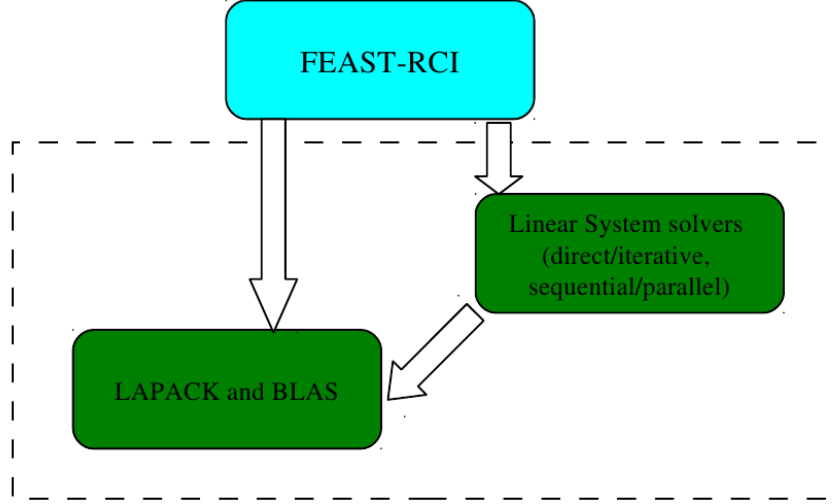 FEAST-RCI
Linear System solvers
(direct/iterative,
sequential/parallel)
LAPACK and BLAS